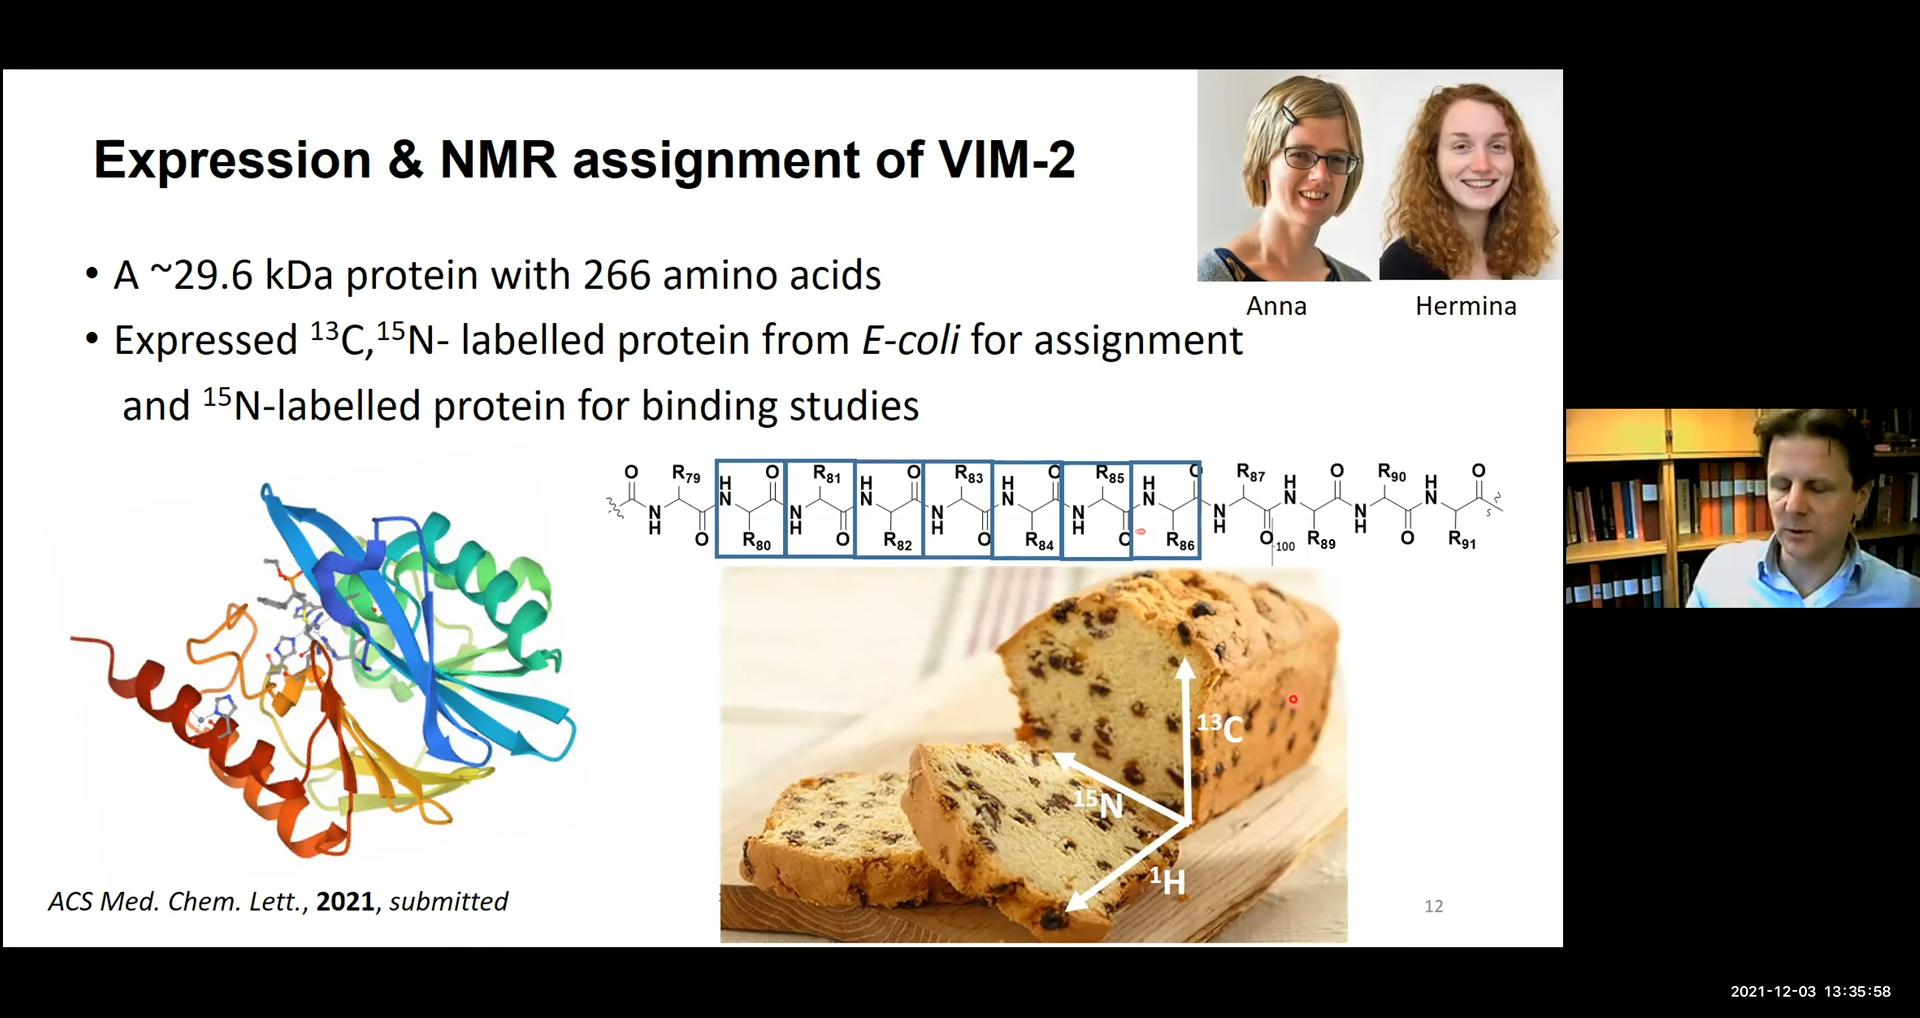 Expression & NMR assignment of VIM-2
Anna
Hermina
• A ~29.6 kDa protein with 266 amino acids
• Expressed ¹³C,¹⁵N- labelled protein from E-coli for assignment
and ¹⁵N-labelled protein for binding studies
O R79 H N O R81 H N O R83 H N O R85 H N O R87 H N O R90 H N O
N H O R80 N H O R82 N H O R84 N H O R86 N H O 100 R89 N H O R91
¹³C
¹⁵N
¹H
ACS Med. Chem. Lett., 2021, submitted
12
2021-12-03 13:35:58